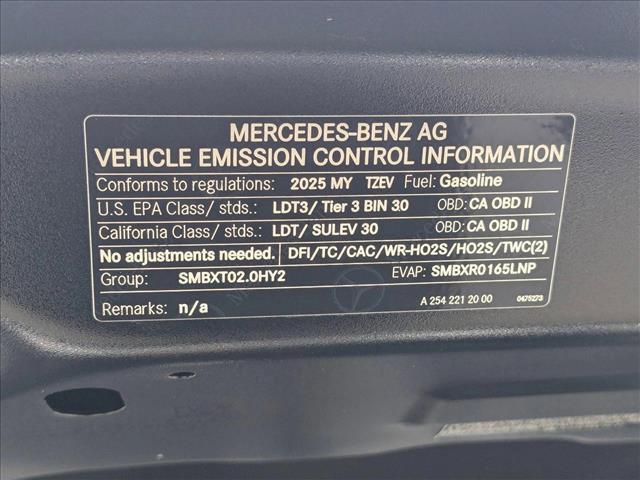 MERCEDES-BENZ AG
VEHICLE EMISSION CONTROL INFORMATION
Conforms to regulations: 2025 MY TZEV Fuel: Gasoline
U.S. EPA Class/ stds.: LDT3/ Tier 3 BIN 30 OBD: CA OBD II
California Class/ stds.: LDT/ SULEV 30 OBD: CA OBD II
No adjustments needed. DFI/TC/CAC/WR-HO2S/HO2S/TWC(2)
Group: SMBXT02.0HY2 EVAP: SMBXR0165LNP
Remarks: n/a A 254 221 20 00 0475273